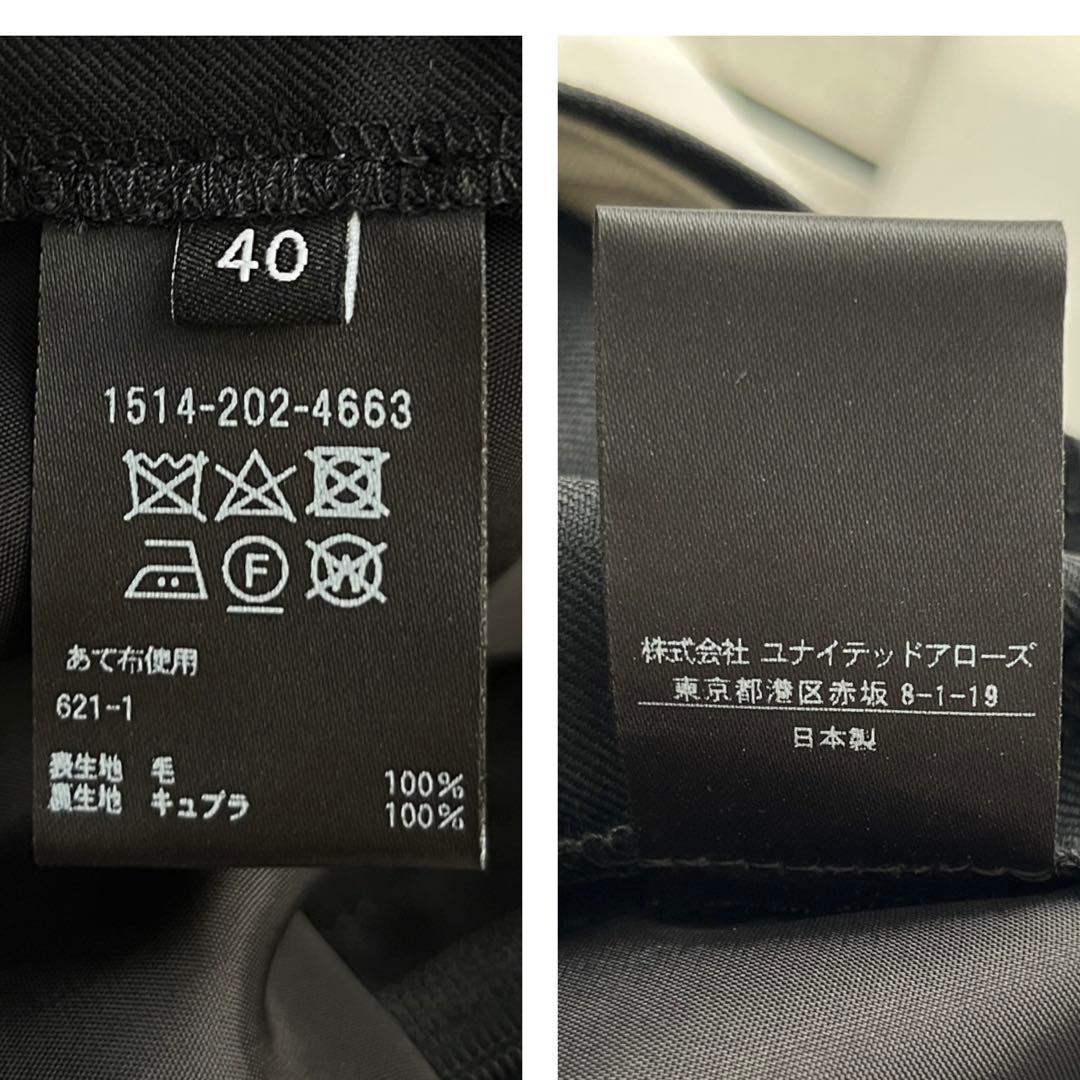 40
1514-202-4663
F
W
あて布使用
621-1
表生地 毛 100%
裏生地 キュプラ 100%
株式会社 ユナイテッドアローズ
東京都港区赤坂 8-1-19
日本製